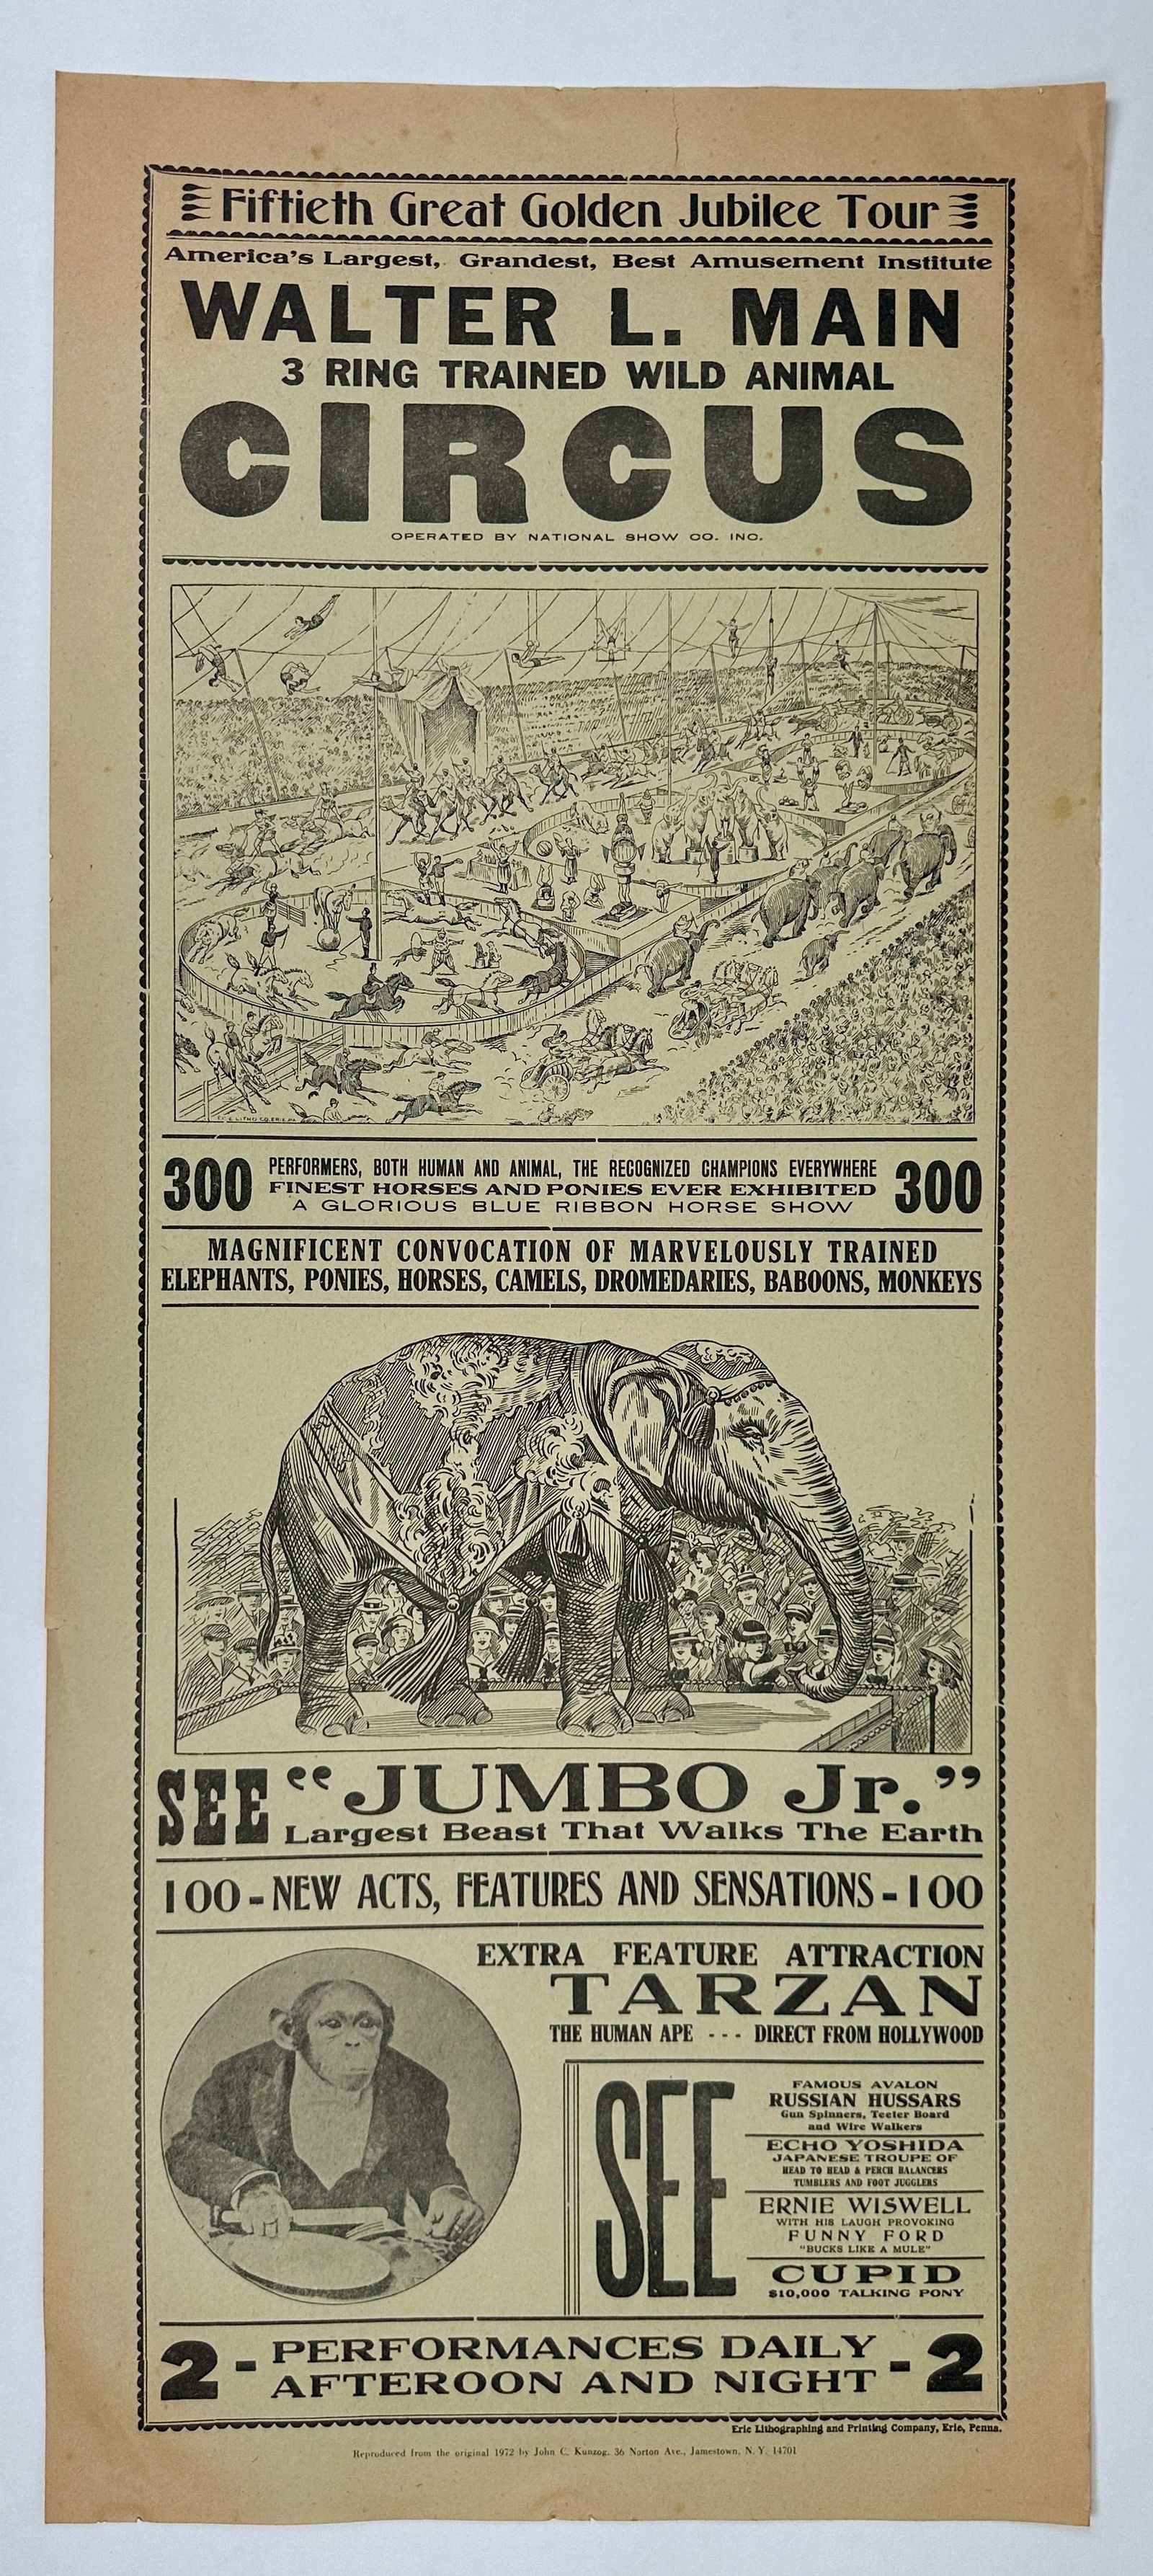 Fiftieth Great Golden Jubilee Tour
America's Largest, Grandest, Best Amusement Institute
WALTER L. MAIN
3 RING TRAINED WILD ANIMAL
CIRCUS
OPERATED BY NATIONAL SHOW CO. INC.
300 PERFORMERS, BOTH HUMAN AND ANIMAL, THE RECOGNIZED CHAMPIONS EVERYWHERE 300
FINEST HORSES AND PONIES EVER EXHIBITED
A GLORIOUS BLUE RIBBON HORSE SHOW
MAGNIFICENT CONVOCATION OF MARVELOUSLY TRAINED
ELEPHANTS, PONIES, HORSES, CAMELS, DROMEDARIES, BABOONS, MONKEYS
SEE "JUMBO Jr."
Largest Beast That Walks The Earth
100 - NEW ACTS, FEATURES AND SENSATIONS - 100
EXTRA FEATURE ATTRACTION
TARZAN
THE HUMAN APE --- DIRECT FROM HOLLYWOOD
SEE
FAMOUS AVALON
RUSSIAN HUSSARS
Gun Spinners, Teeter Board
and Wire Walkers
ECHO YOSHIDA
JAPANESE TROUPE OF
HEAD TO HEAD & PERCH BALANCERS
TUMBLERS AND FOOT JUGGLERS
ERNIE WISWELL
WITH HIS LAUGH PROVOKING
FUNNY FORD
"BUCKS LIKE A MULE"
CUPID
$10,000 TALKING PONY
2 - PERFORMANCES DAILY - 2
AFTEROON AND NIGHT
Erie Lithographing and Printing Company, Erie, Penna.
Reproduced from the original 1972 by John C. Kunzog, 36 Norton Ave., Jamestown, N. Y. 14701